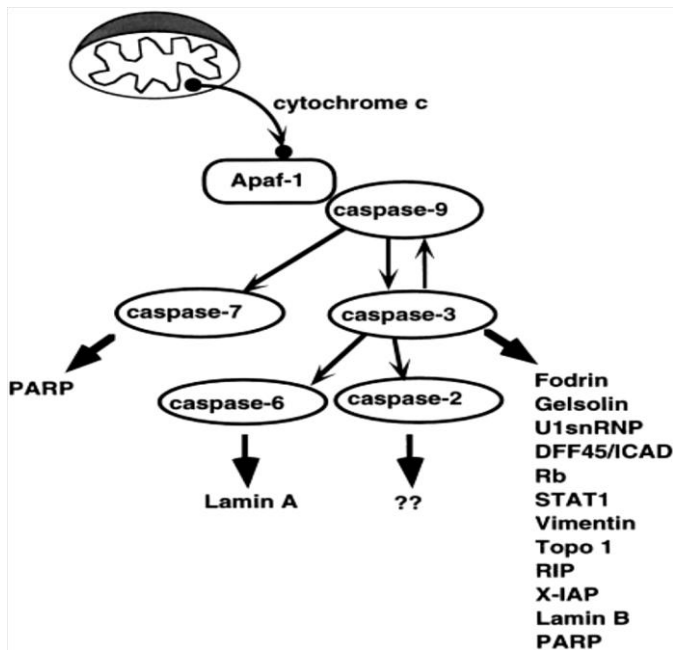 cytochrome c
Apaf-1
caspase-9
caspase-7
caspase-3
PARP
caspase-6
caspase-2
Fodrin
Gelsolin
U1snRNP
DFF45/ICAD
Rb
STAT1
Vimentin
Topo 1
RIP
X-IAP
Lamin B
PARP
Lamin A
??